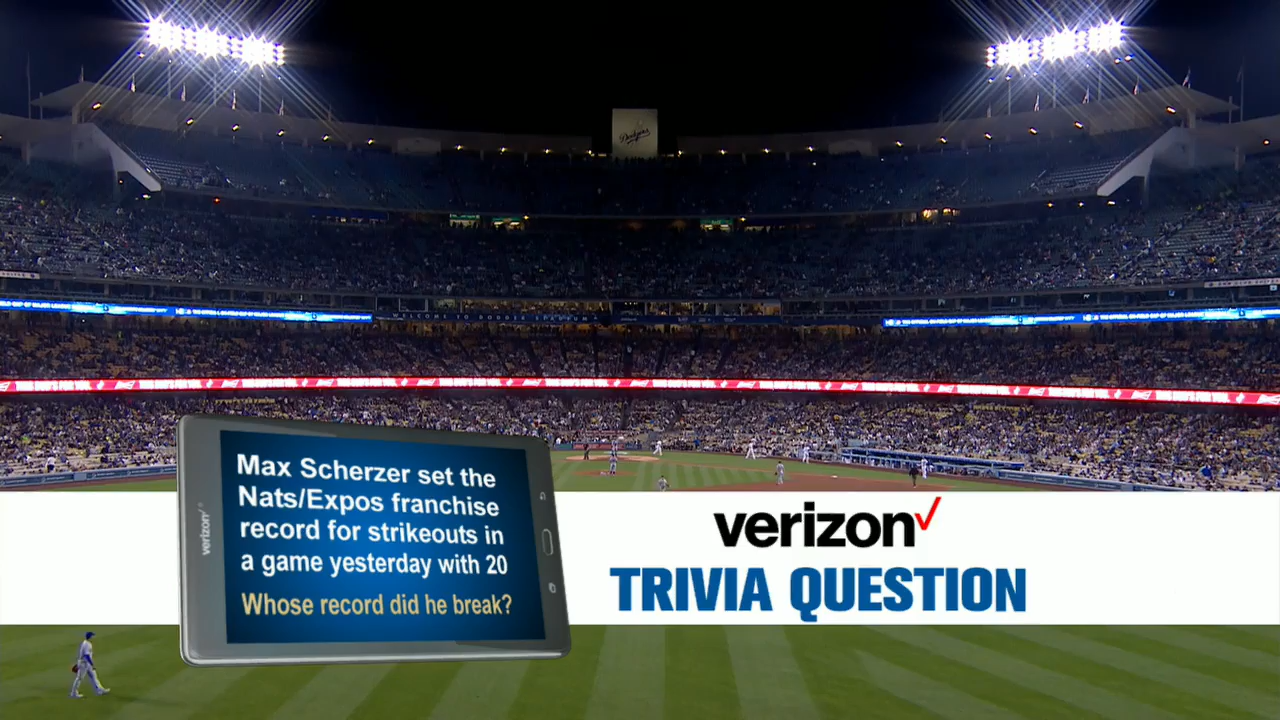 Dodgers
Max Scherzer set the
Nats/Expos franchise
record for strikeouts in
a game yesterday with 20
Whose record did he break?
verizon
verizon
TRIVIA QUESTION